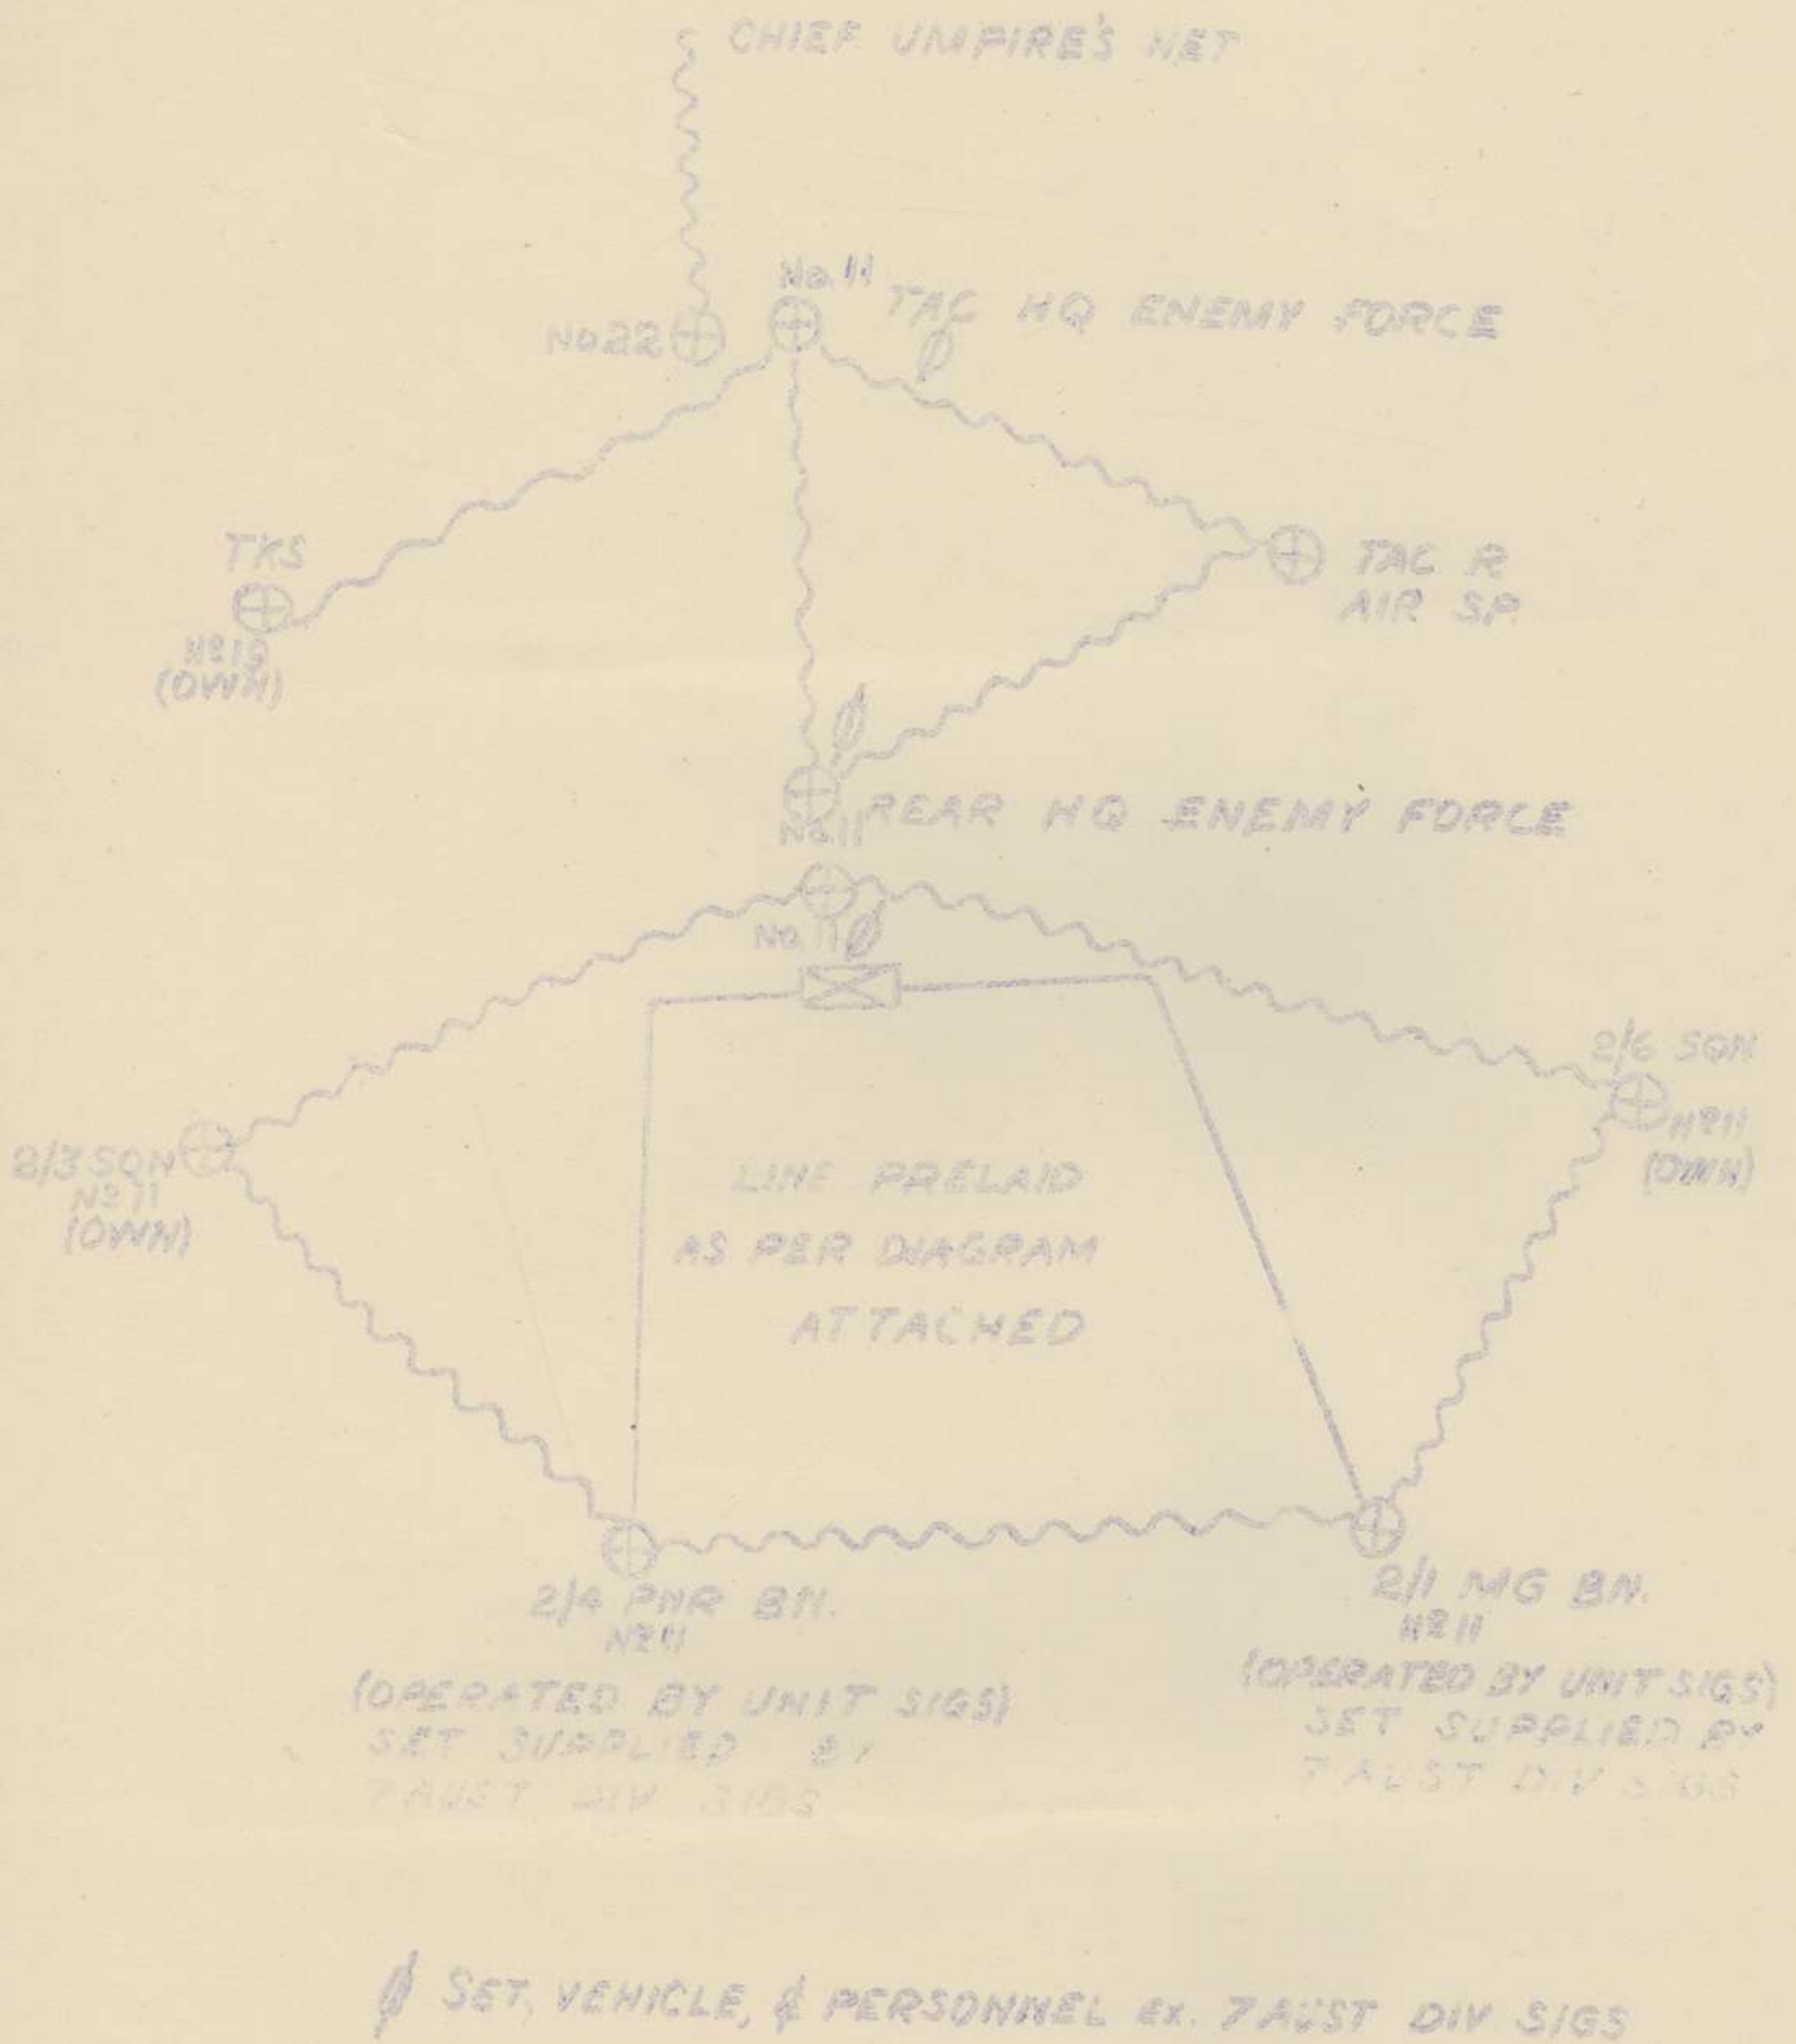 CHIEF UMPIRE'S NET
No. 11
TAC HQ ENEMY FORCE
No 22
ϕ
TKS
No 19
(OWN)
TAC R
AIR SP.
ϕ
REAR HQ ENEMY FORCE
No. 11
No. 11 ϕ
2/6 SQN
No 11
(OWN)
2/3 SQN
No 11
(OWN)
LINE PRELAID
AS PER DIAGRAM
ATTACHED
2/4 PNR BN.
No 11
(OPERATED BY UNIT SIGS)
SET SUPPLIED BY
7 AUST DIV SIGS
2/1 MG BN.
No 11
(OPERATED BY UNIT SIGS)
SET SUPPLIED BY
7 AUST DIV SIGS
ϕ SET, VEHICLE, & PERSONNEL ex. 7 AUST DIV SIGS